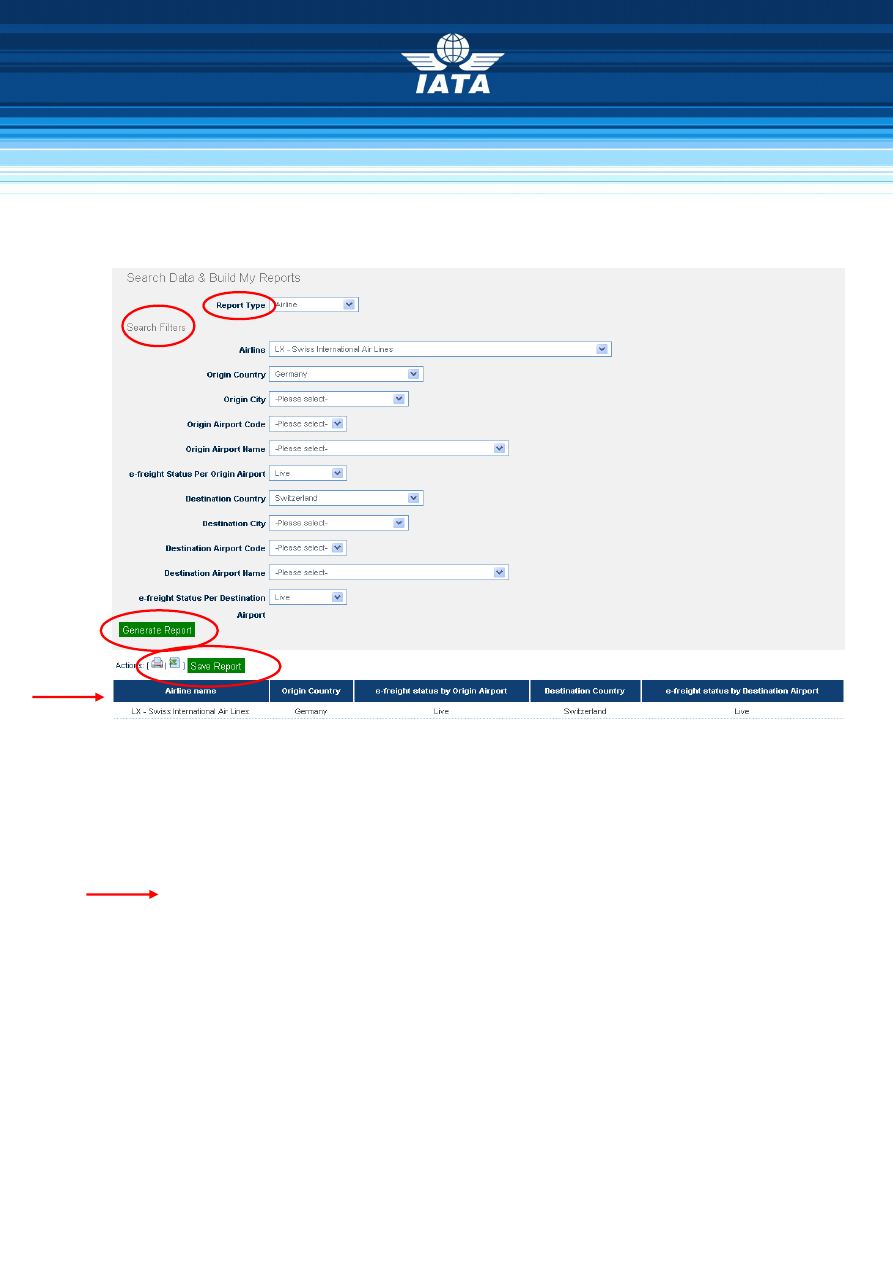 IATA
Search Data & Build My Reports
Report Type Airline
Search Filters
Airline LX - Swiss International Air Lines
Origin Country Germany
Origin City -Please select-
Origin Airport Code -Please select-
Origin Airport Name -Please select-
e-freight Status Per Origin Airport Live
Destination Country Switzerland
Destination City -Please select-
Destination Airport Code -Please select-
Destination Airport Name -Please select-
e-freight Status Per Destination Live
Airport
Generate Report
Actions: [ | ] Save Report
Airline name Origin Country e-freight status by Origin Airport Destination Country e-freight status by Destination Airport
LX - Swiss International Air Lines Germany Live Switzerland Live